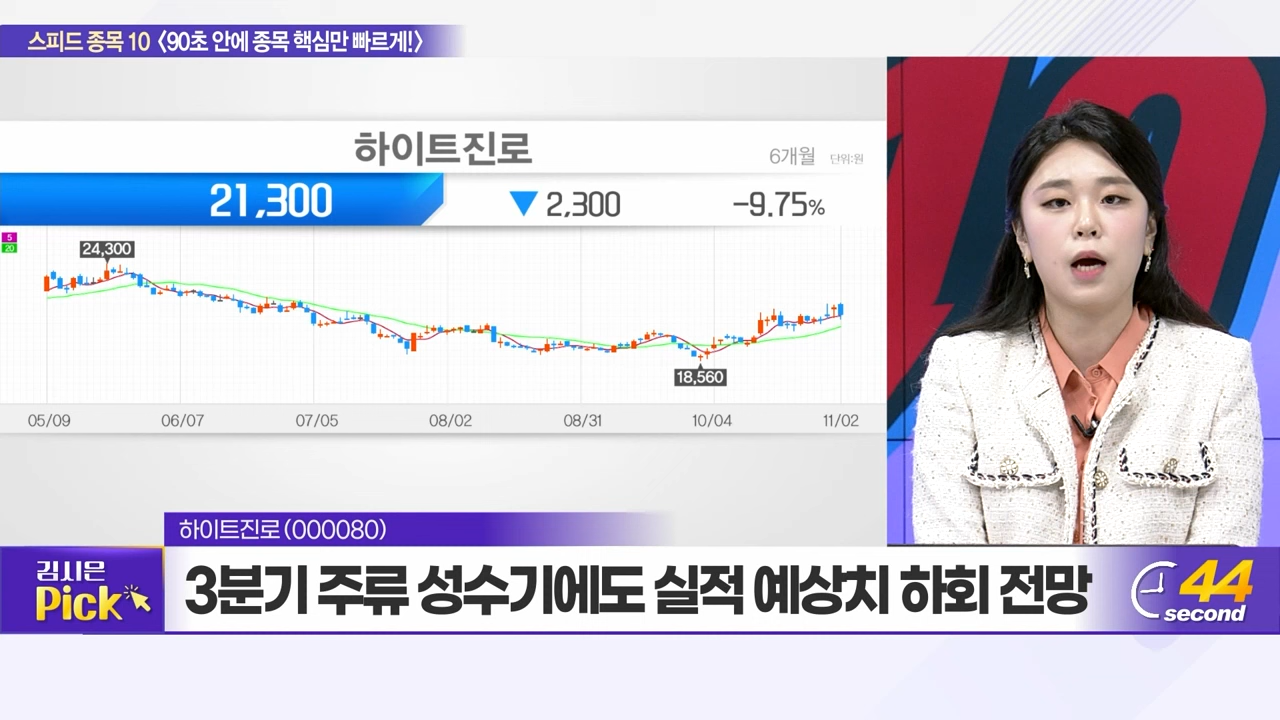 스피드 종목 10 <90초 안에 종목 핵심만 빠르게!>
하이트진로
6개월 단위:원
21,300 ▼ 2,300 -9.75%
5
20
24,300
18,560
05/09 06/07 07/05 08/02 08/31 10/04 11/02
하이트진로(000080)
김시은
Pick
3분기 주류 성수기에도 실적 예상치 하회 전망
44
second